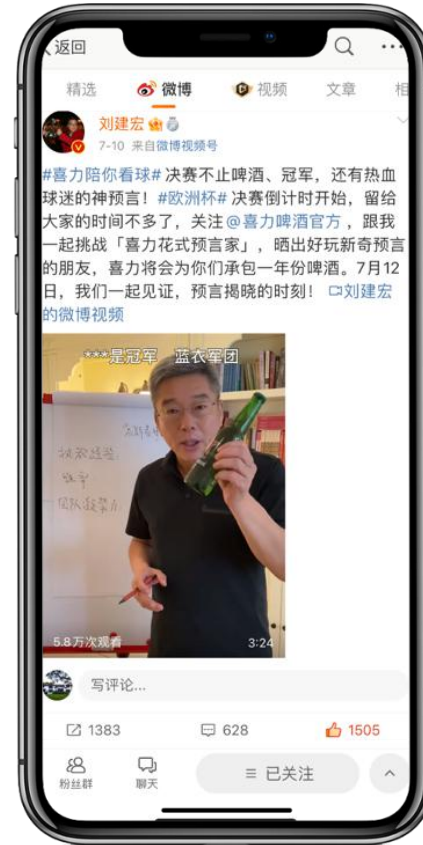 返回
精选 微博 视频 文章 相
刘建宏
7-10 来自微博视频号
#喜力陪你看球# 决赛不止啤酒、冠军，还有热血
球迷的神预言！#欧洲杯# 决赛倒计时开始，留给
大家的时间不多了，关注 @喜力啤酒官方 ，跟我
一起挑战「喜力花式预言家」，晒出好玩新奇预言
的朋友，喜力将会为你们承包一年份啤酒。7月12
日，我们一起见证，预言揭晓的时刻！ 刘建宏
的微博视频
***是冠军 蓝衣军团
5.8万次观看 3:24
写评论...
1383 628 1505
粉丝群 聊天 已关注